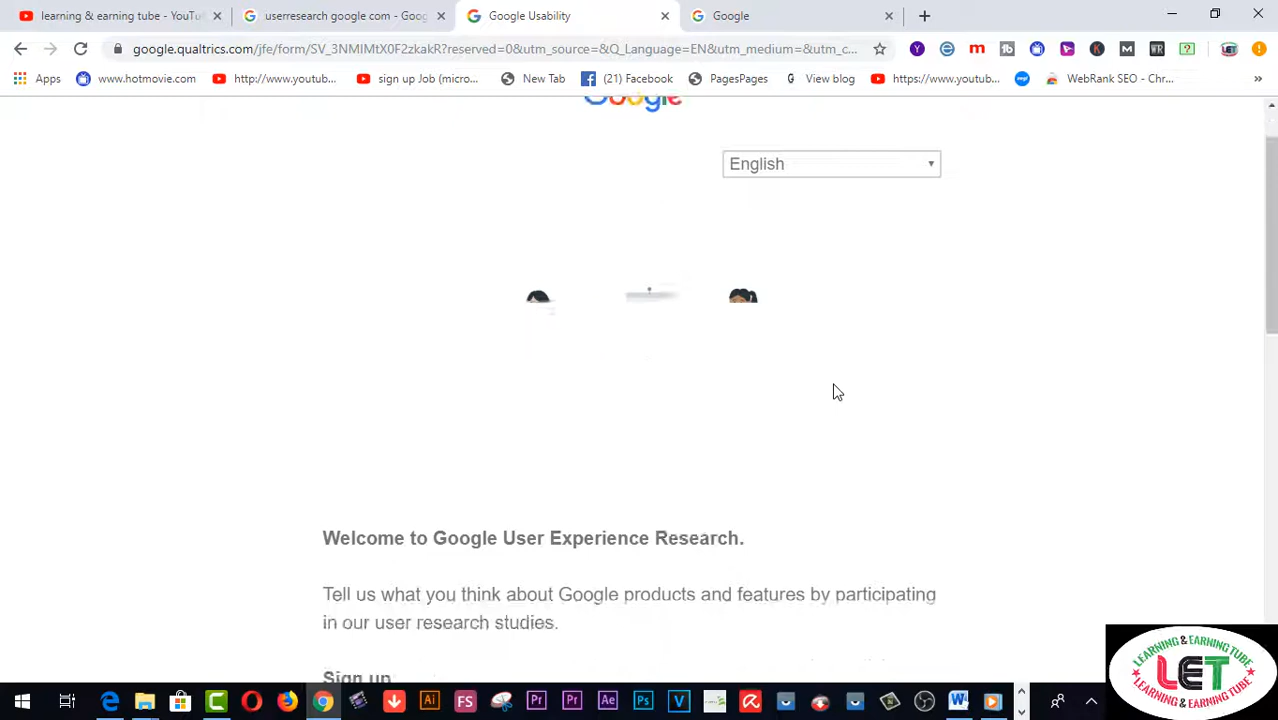 learning & earning tube - YouTu
userresearch google com - Goog
Google Usability
Google
google.qualtrics.com/jfe/form/SV_3NMIMtX0F2zkakR?reserved=0&utm_source=&Q_Language=EN&utm_medium=&utm_c...
Apps
www.hotmovie.com
http://www.youtub...
sign up Job (micro...
New Tab
(21) Facebook
PagesPages
View blog
https://www.youtub...
WebRank SEO - Chr...
Google
English
Welcome to Google User Experience Research.
Tell us what you think about Google products and features by participating
in our user research studies.
Sign up
LEARNING & EARNING TUBE
LET
LEARNING & EARNING TUBE